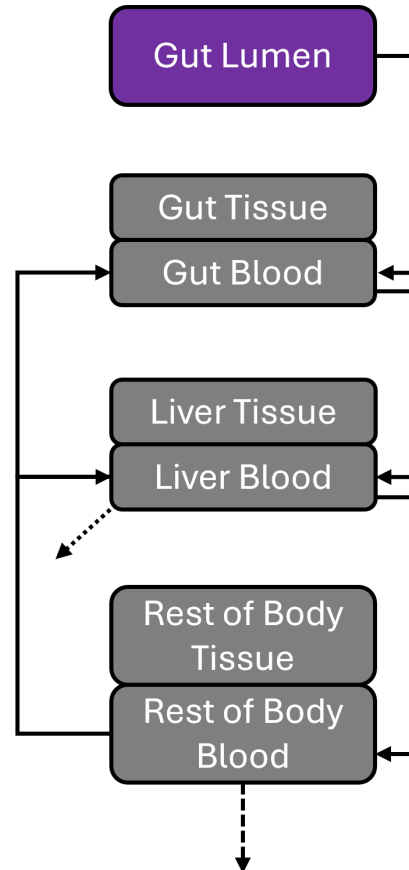 Gut Lumen
Gut Tissue
Gut Blood
Liver Tissue
Liver Blood
Rest of Body
Tissue
Rest of Body
Blood